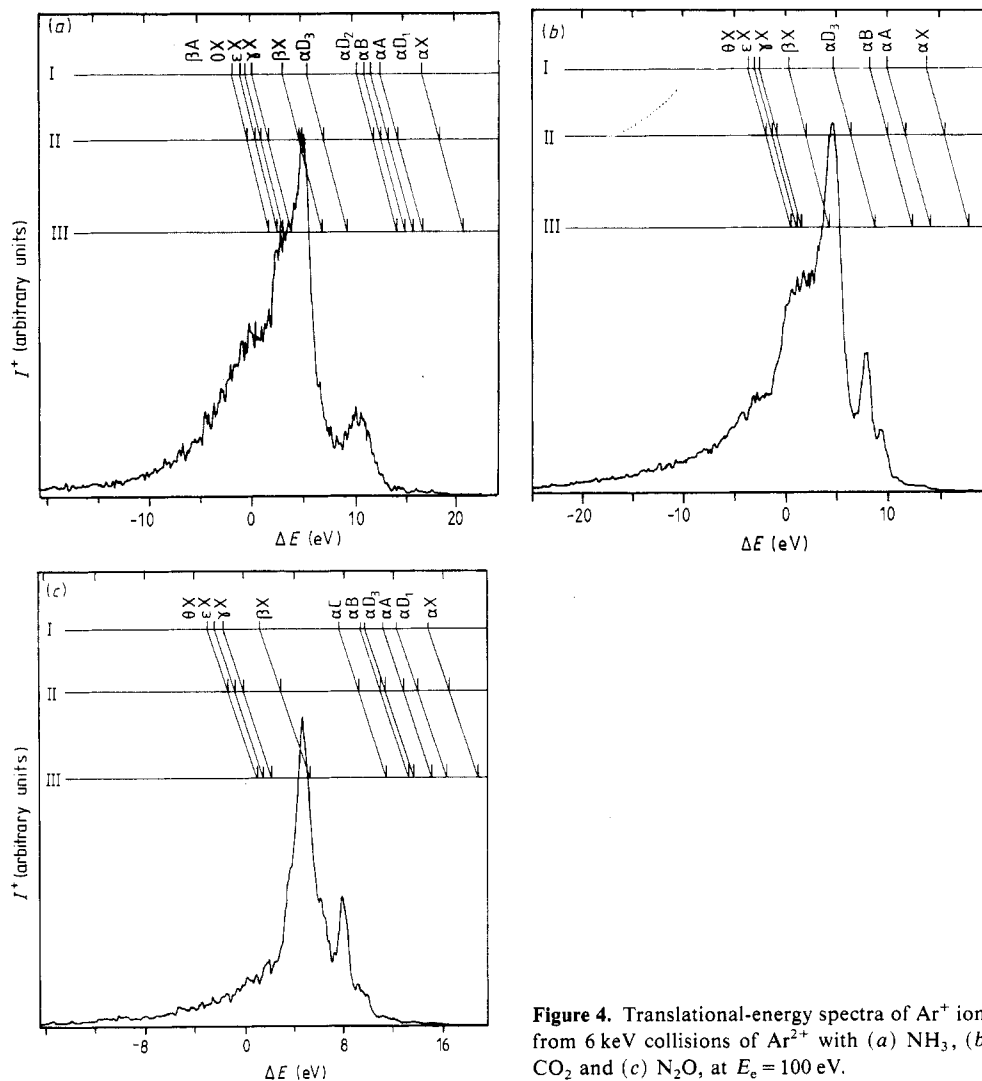 (a)
βA θX εX γX βX αD₃ αD₂ αB αA αD₁ αX
I
II
III
I⁺ (arbitrary units)
-10 0 10 20
ΔE (eV)
(b)
θX εX γX βX αD₃ αB αA αX
I
II
III
-20 -10 0 10
ΔE (eV)
(c)
θX εX γX βX αC αB αD₃ αA αD₁ αX
I
II
III
I⁺ (arbitrary units)
-8 0 8 16
ΔE (eV)
Figure 4. Translational-energy spectra of Ar⁺ ion
from 6 keV collisions of Ar²⁺ with (a) NH₃, (b
CO₂ and (c) N₂O, at Eₑ = 100 eV.